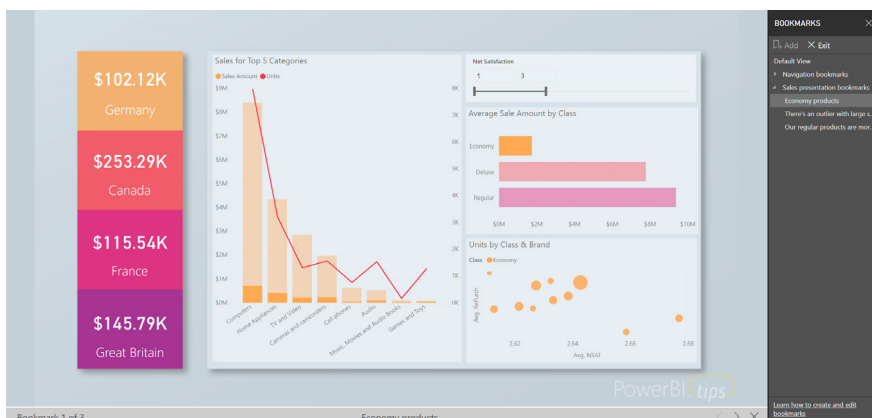 $102.12K
Germany
$253.29K
Canada
$115.54K
France
$145.79K
Great Britain
Sales for Top 5 Categories
Sales Amount Units
$9M
$8M
$7M
$6M
$5M
$4M
$3M
$2M
$1M
$0M
8K
7K
6K
5K
4K
3K
2K
1K
0K
Computers
Home Appliances
TV and Video
Cameras and camcorders
Cell phones
Audio
Music, Movies and Audio Books
Games and Toys
Net Satisfaction
1 3
Average Sale Amount by Class
Economy
Deluxe
Regular
$0M $2M $4M $6M $8M $10M
Units by Class & Brand
Class Economy
Avg. RePurch
2.62 2.64 2.66 2.68
Avg. NSAT
PowerBI.tips
Bookmark 1 of 3
Economy products
BOOKMARKS
Add Exit
Default View
Navigation bookmarks
Sales presentation bookmarks
Economy products
There's an outlier with large s...
Our regular products are mor...
Learn how to create and edit
bookmarks